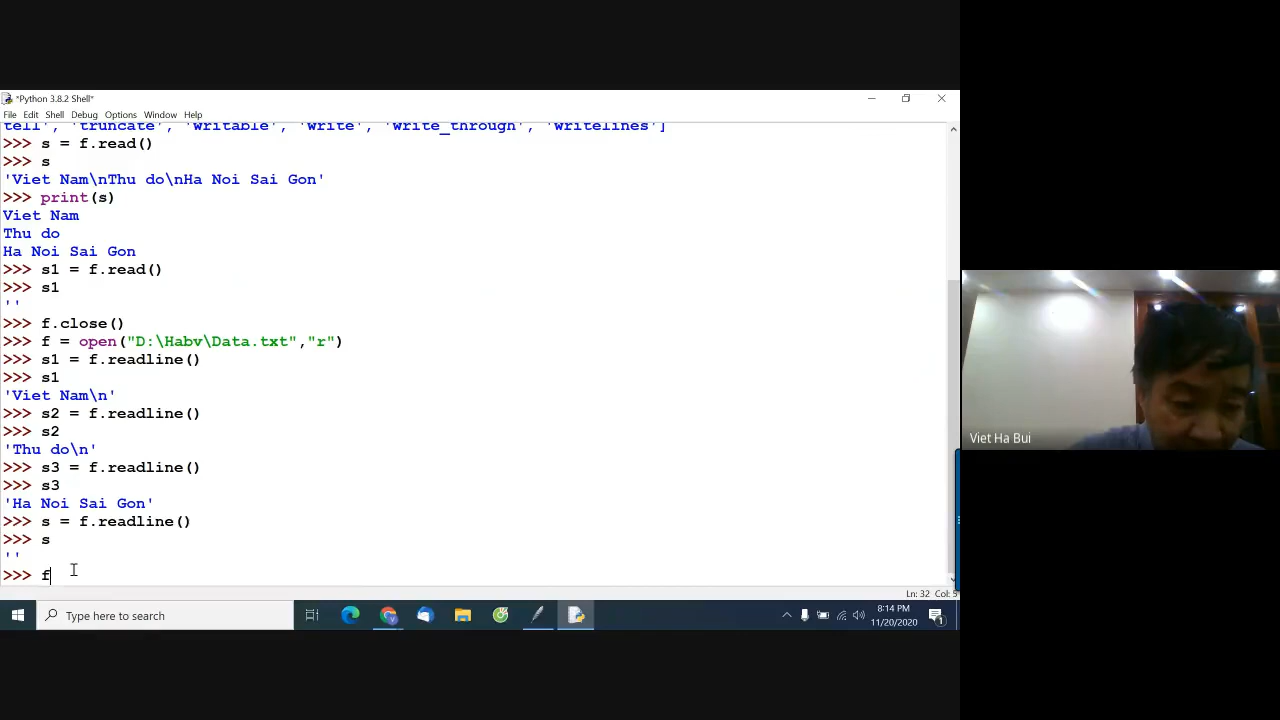 *Python 3.8.2 Shell*
File Edit Shell Debug Options Window Help
tell', 'truncate', 'writable', 'write', 'write_through', 'writelines']
>>> s = f.read()
>>> s
'Viet Nam\nThu do\nHa Noi Sai Gon'
>>> print(s)
Viet Nam
Thu do
Ha Noi Sai Gon
>>> s1 = f.read()
>>> s1
''
>>> f.close()
>>> f = open("D:\Habv\Data.txt","r")
>>> s1 = f.readline()
>>> s1
'Viet Nam\n'
>>> s2 = f.readline()
>>> s2
'Thu do\n'
>>> s3 = f.readline()
>>> s3
'Ha Noi Sai Gon'
>>> s = f.readline()
>>> s
''
>>> f
Ln: 32 Col: 5
Type here to search
8:14 PM
11/20/2020
1
Viet Ha Bui